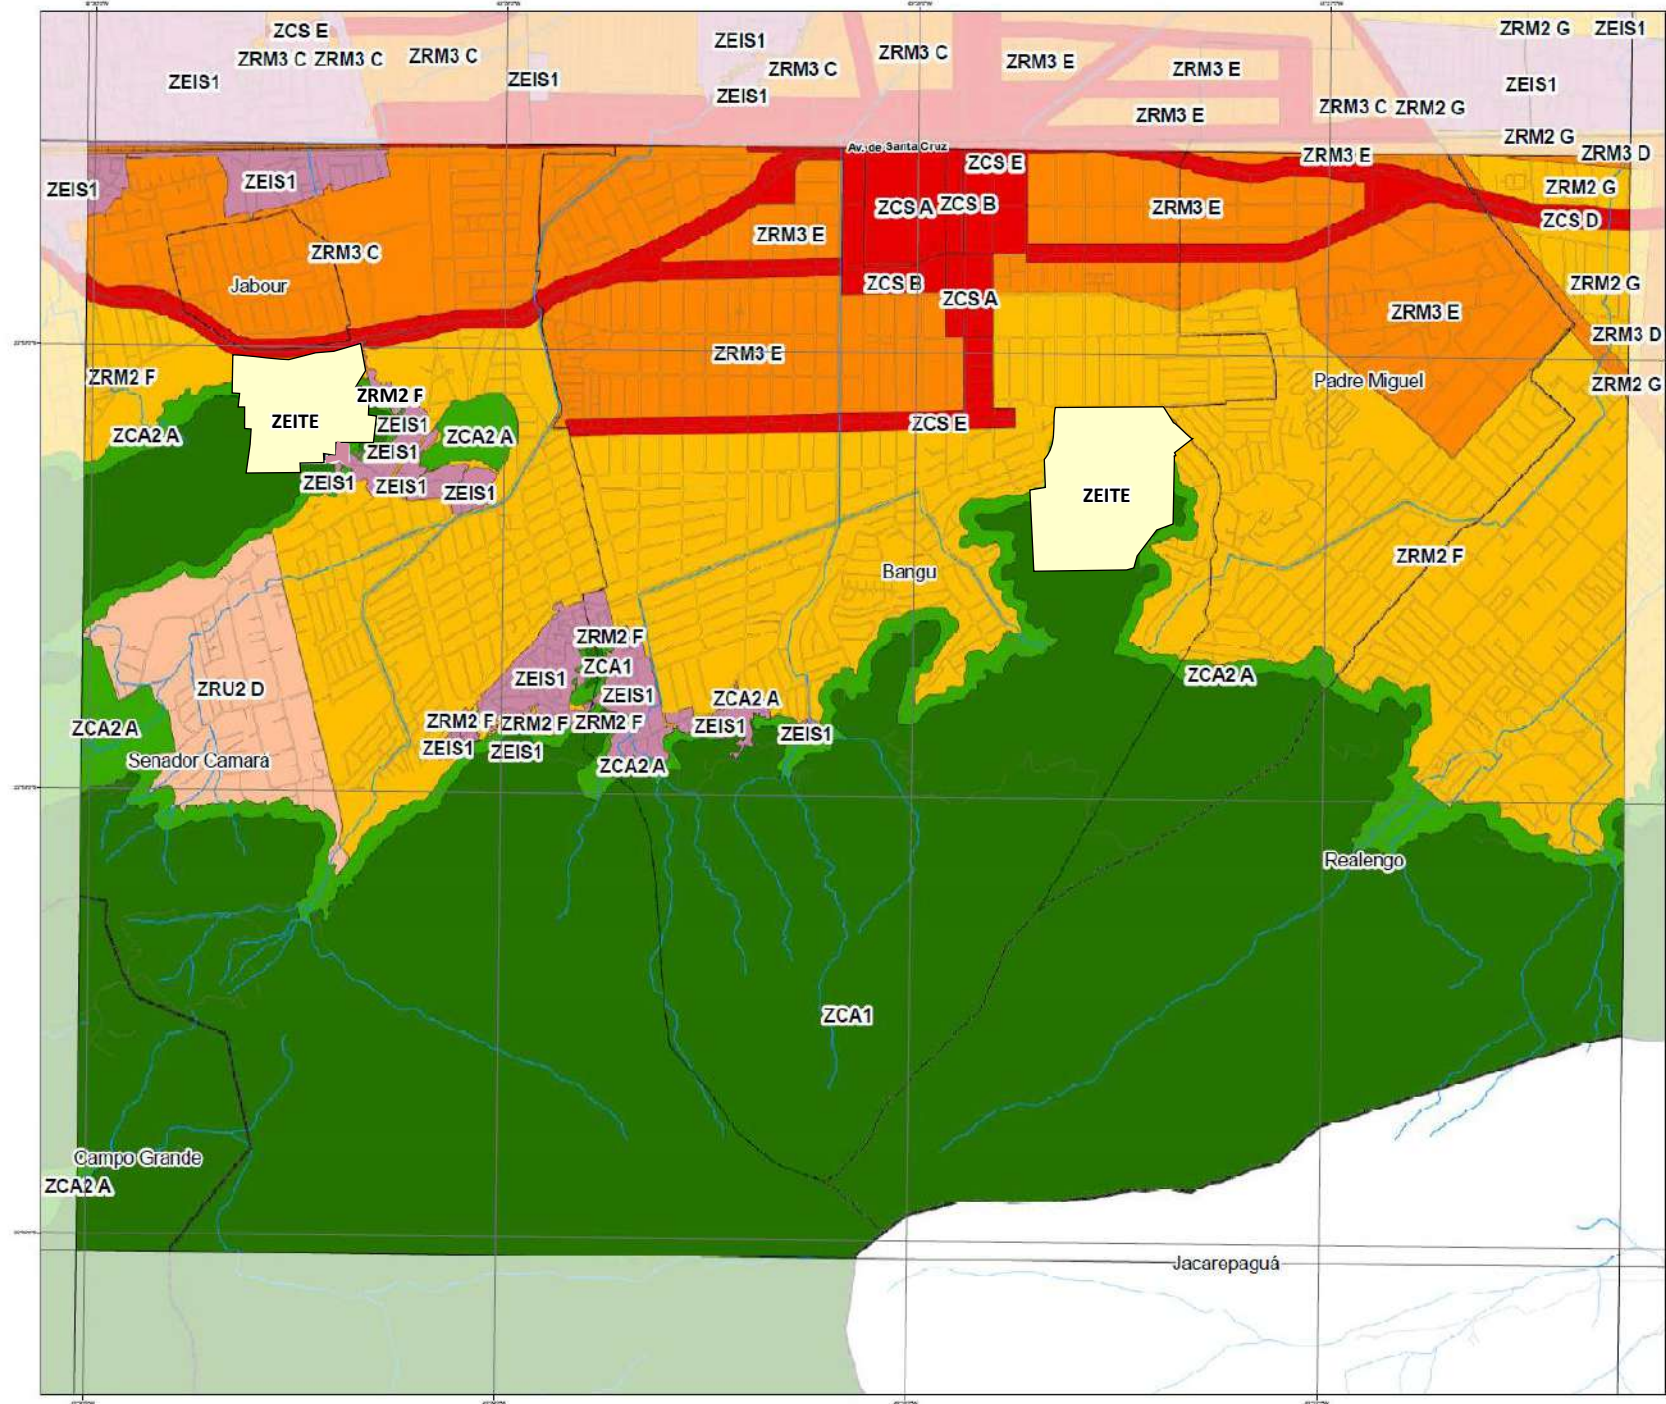 ZCS E
ZRM3 C ZRM3 C
ZRM3 C
ZEIS1
ZEIS1
ZEIS1
ZRM3 C
ZEIS1
ZRM3 C
ZRM3 E
ZRM3 E
ZRM3 E
ZRM2 G
ZEIS1
ZEIS1
ZRM3 C
ZRM2 G
ZRM2 G
Av. de Santa Cruz
ZCS E
ZRM3 E
ZRM3 D
ZEIS1
ZEIS1
ZRM2 G
ZCS A
ZCS B
ZRM3 E
ZCS D
ZRM3 E
ZRM3 C
Jabour
ZCS B
ZCS A
ZRM2 G
ZRM3 E
ZRM3 D
ZRM3 E
ZRM2 F
Padre Miguel
ZRM2 G
ZRM2 F
ZEITE
ZEIS1
ZCS E
ZCA2 A
ZCA2 A
ZEIS1
ZEIS1
ZEIS1
ZEIS1
ZEITE
ZRM2 F
Bangu
ZRM2 F
ZCA1
ZEIS1
ZEIS1
ZCA2 A
ZRU2 D
ZCA2 A
ZRM2 F
ZRM2 F
ZRM2 F
ZEIS1
ZEIS1
ZCA2 A
ZEIS1
ZEIS1
Senador Camará
ZCA2 A
Realengo
ZCA1
Campo Grande
ZCA2 A
Jacarepaguá